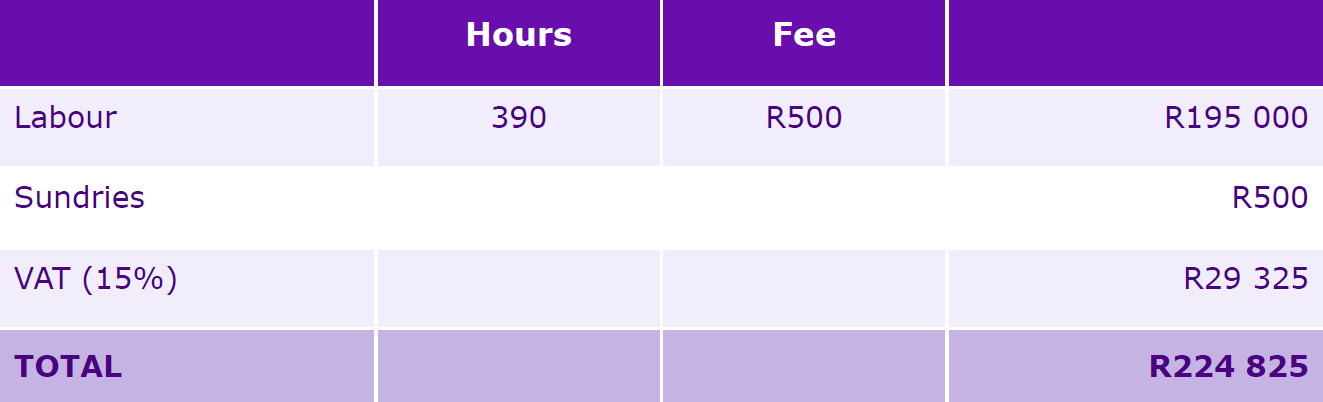 Hours Fee
Labour 390 R500 R195 000
Sundries R500
VAT (15%) R29 325
TOTAL R224 825